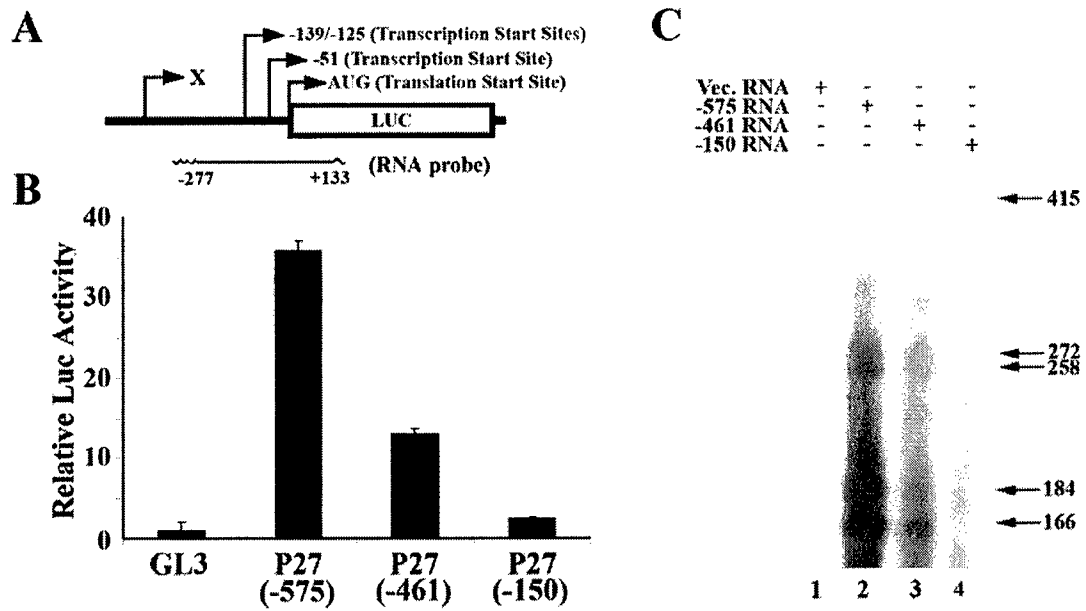 A
-139/-125 (Transcription Start Sites)
-51 (Transcription Start Site)
X
AUG (Translation Start Site)
LUC
(RNA probe)
-277 +133
B
Relative Luc Activity
40
30
20
10
0
GL3 P27 P27 P27
(-575) (-461) (-150)
C
Vec. RNA + - - -
-575 RNA - + - -
-461 RNA - - + -
-150 RNA - - - +
415
272
258
184
166
1 2 3 4